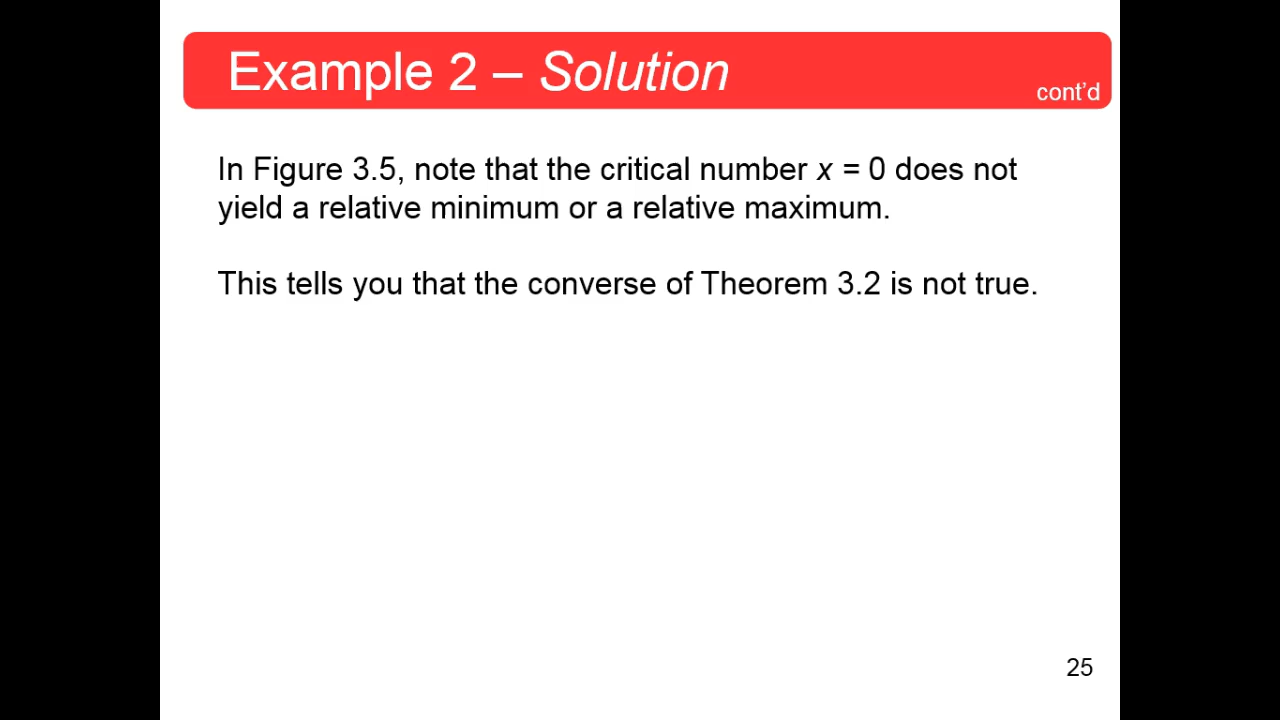 Example 2 – Solution
cont’d
In Figure 3.5, note that the critical number x = 0 does not
yield a relative minimum or a relative maximum.
This tells you that the converse of Theorem 3.2 is not true.
25